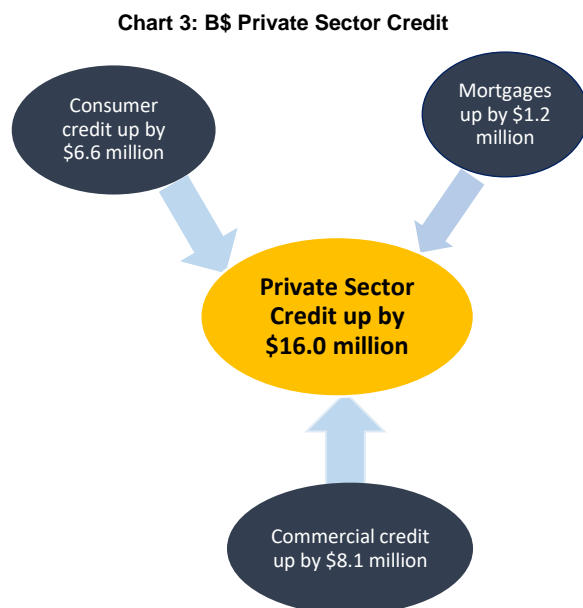 Chart 3: B$ Private Sector Credit
Consumer
credit up by
$6.6 million
Mortgages
up by $1.2
million
Private Sector
Credit up by
$16.0 million
Commercial credit
up by $8.1 million